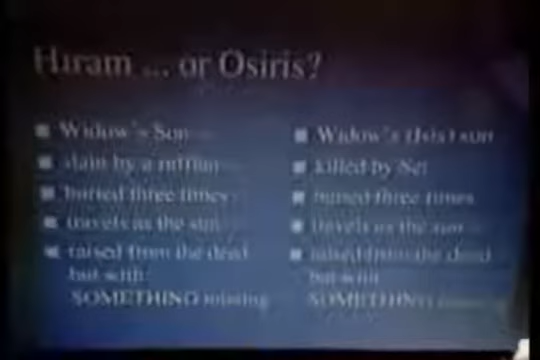 Hiram ... or Osiris?
Widow's Son
slain by a ruffian
buried three times
travels as the sun
raised from the dead
but with
SOMETHING missing
Widow's (Isis) son
killed by Set
buried three times
travels as the sun
raised from the dead
but with
SOMETHING